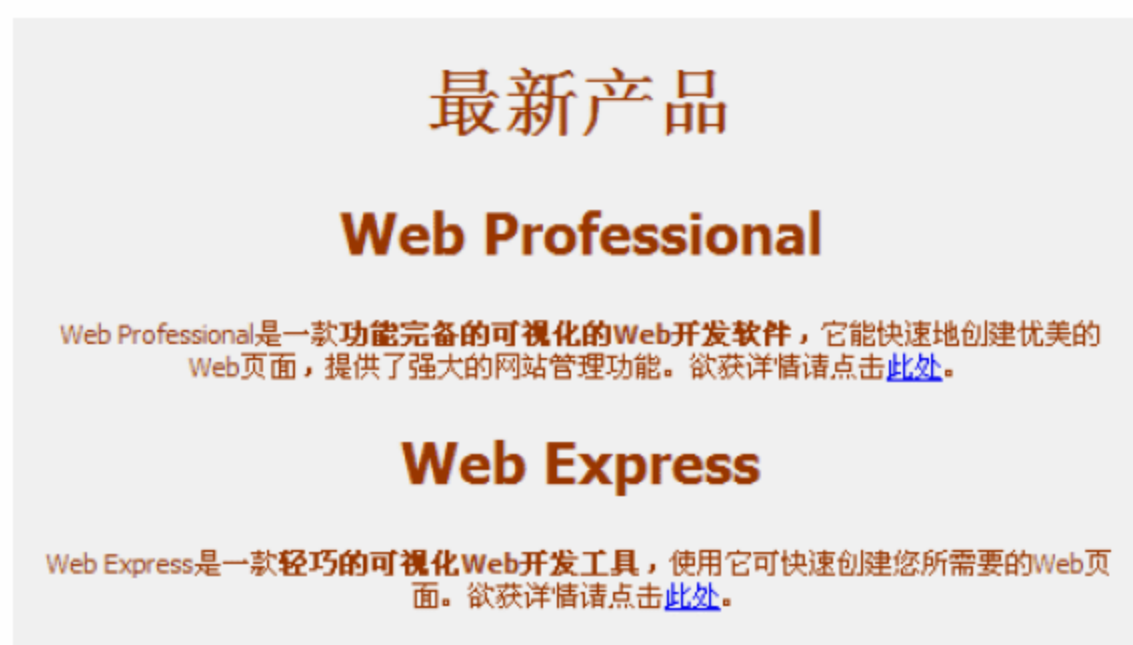 最新产品
Web Professional
Web Professional是一款功能完备的可视化的Web开发软件，它能快速地创建优美的
Web页面，提供了强大的网站管理功能。欲获详情请点击此处。
Web Express
Web Express是一款轻巧的可视化Web开发工具，使用它可快速创建您所需要的Web页
面。欲获详情请点击此处。